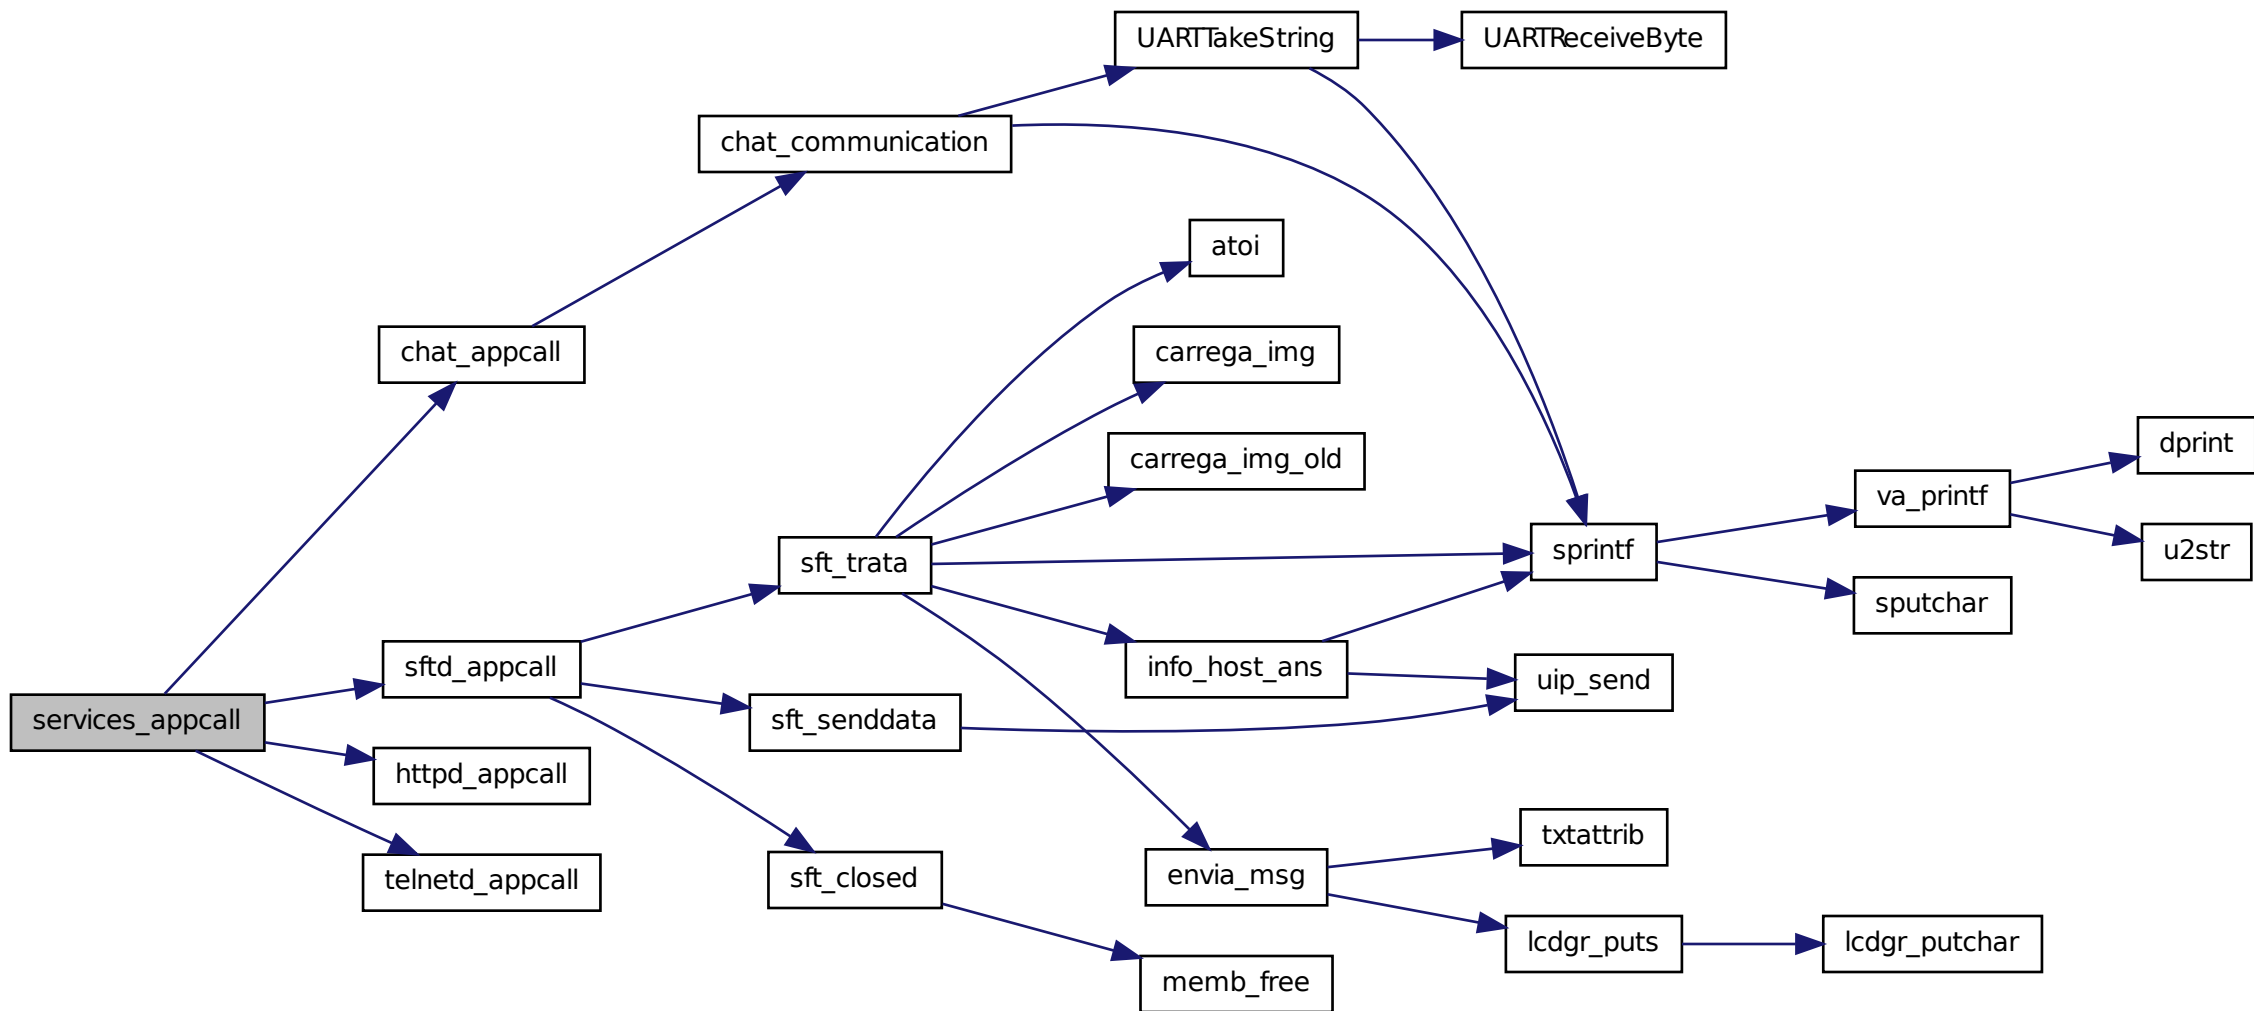 UARTTakeString
UARTReceiveByte
chat_communication
atoi
chat_appcall
carrega_img
carrega_img_old
dprint
va_printf
sft_trata
sprintf
u2str
sputchar
sftd_appcall
info_host_ans
uip_send
services_appcall
sft_senddata
httpd_appcall
txtattrib
telnetd_appcall
sft_closed
envia_msg
lcdgr_puts
lcdgr_putchar
memb_free